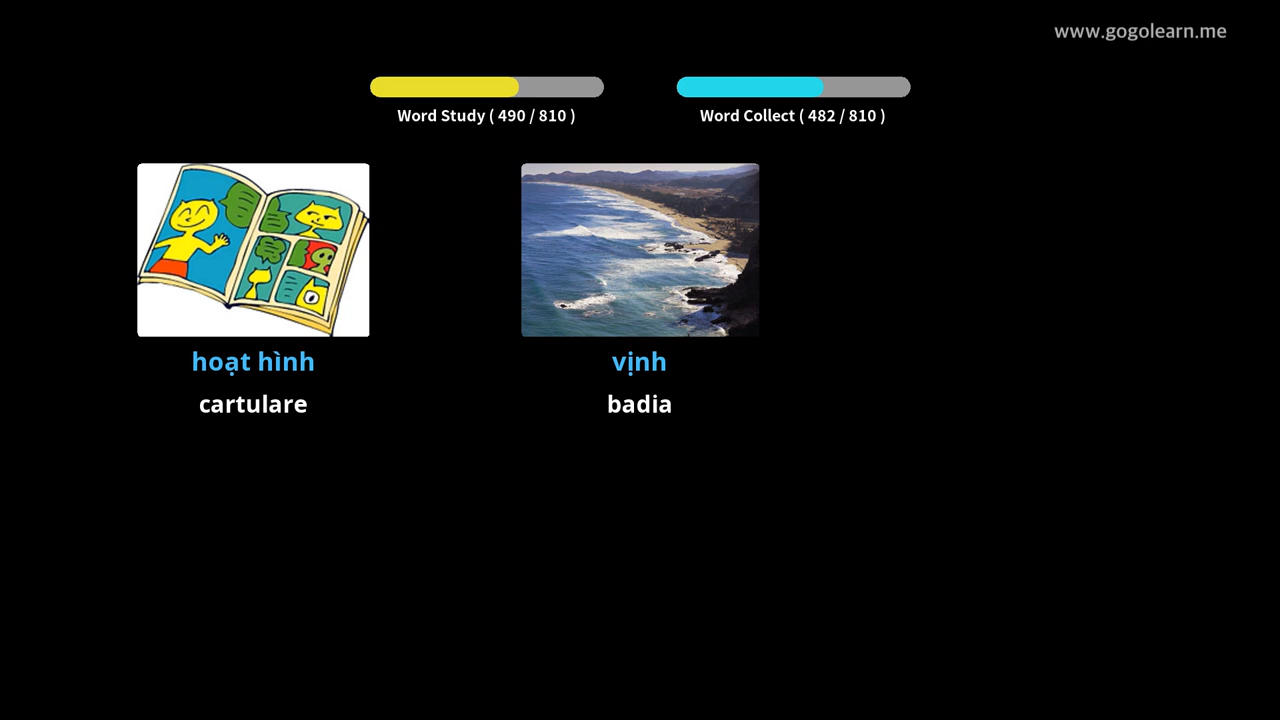 www.gogolearn.me
Word Study ( 490 / 810 )
Word Collect ( 482 / 810 )
hoạt hình
cartulare
vịnh
badia